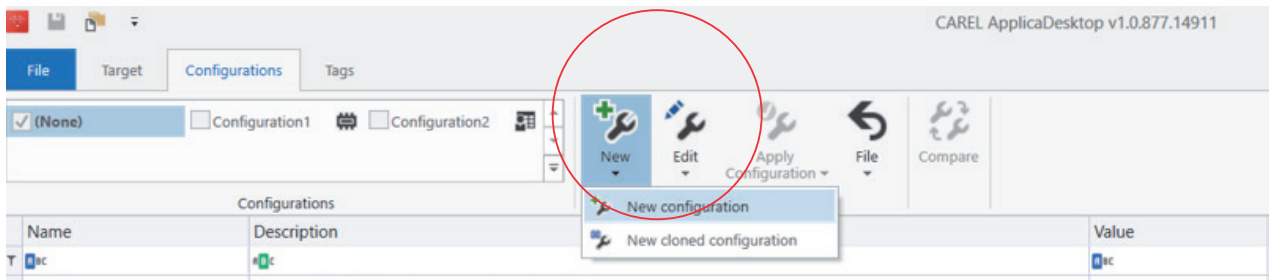 CAREL ApplicaDesktop v1.0.877.14911
File Target Configurations Tags
(None) Configuration1 Configuration2
New Edit Apply Configuration File Compare
Configurations
New configuration
New cloned configuration
Name Description Value